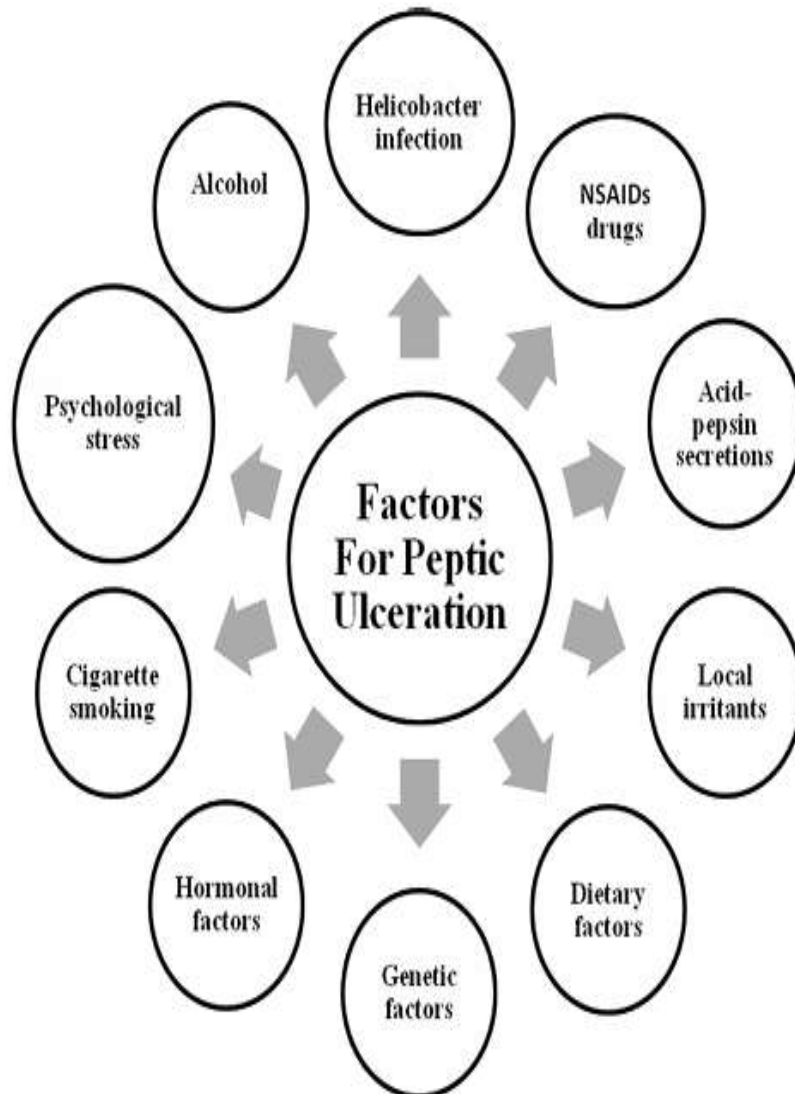 Factors
For Peptic
Ulceration
Helicobacter
infection
NSAIDs
drugs
Acid-
pepsin
secretions
Local
irritants
Dietary
factors
Genetic
factors
Hormonal
factors
Cigarette
smoking
Psychological
stress
Alcohol